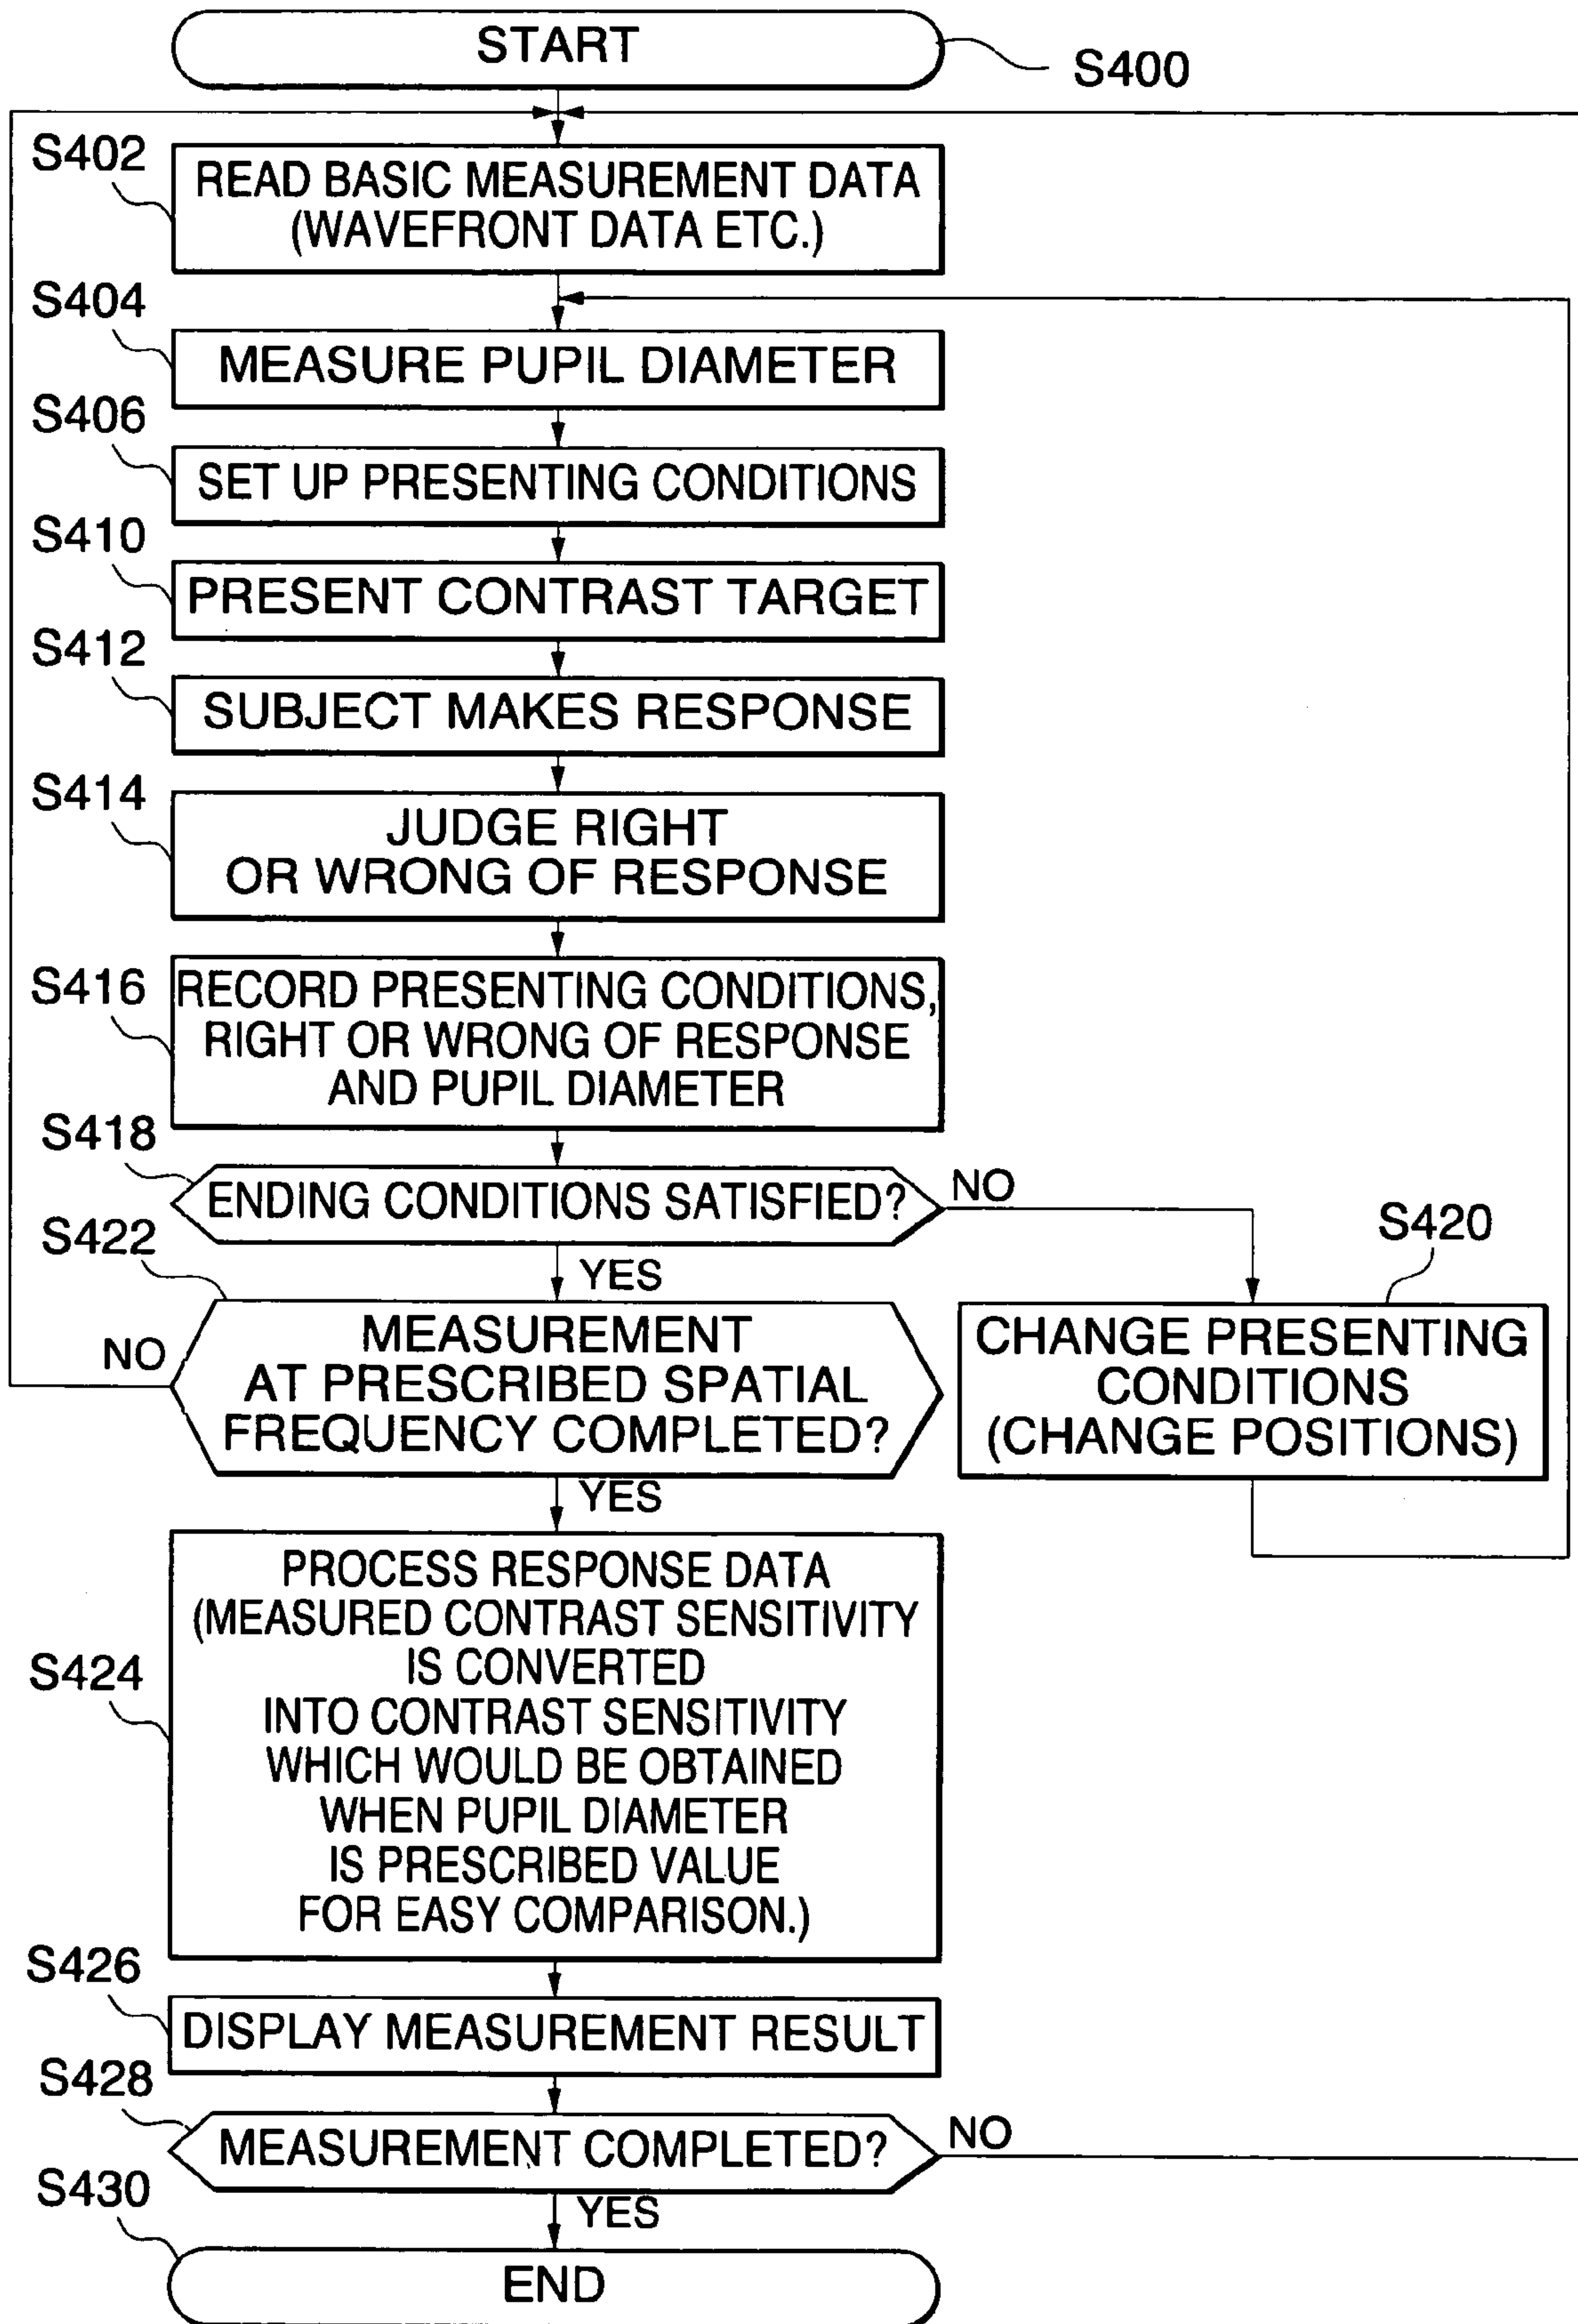 START
S400
S402
READ BASIC MEASUREMENT DATA
(WAVEFRONT DATA ETC.)
S404
MEASURE PUPIL DIAMETER
S406
SET UP PRESENTING CONDITIONS
S410
PRESENT CONTRAST TARGET
S412
SUBJECT MAKES RESPONSE
S414
JUDGE RIGHT
OR WRONG OF RESPONSE
S416
RECORD PRESENTING CONDITIONS,
RIGHT OR WRONG OF RESPONSE
AND PUPIL DIAMETER
S418
ENDING CONDITIONS SATISFIED?
NO
S420
CHANGE PRESENTING
CONDITIONS
(CHANGE POSITIONS)
YES
S422
MEASUREMENT
AT PRESCRIBED SPATIAL
FREQUENCY COMPLETED?
NO
YES
S424
PROCESS RESPONSE DATA
(MEASURED CONTRAST SENSITIVITY
IS CONVERTED
INTO CONTRAST SENSITIVITY
WHICH WOULD BE OBTAINED
WHEN PUPIL DIAMETER
IS PRESCRIBED VALUE
FOR EASY COMPARISON.)
S426
DISPLAY MEASUREMENT RESULT
S428
MEASUREMENT COMPLETED?
NO
YES
S430
END